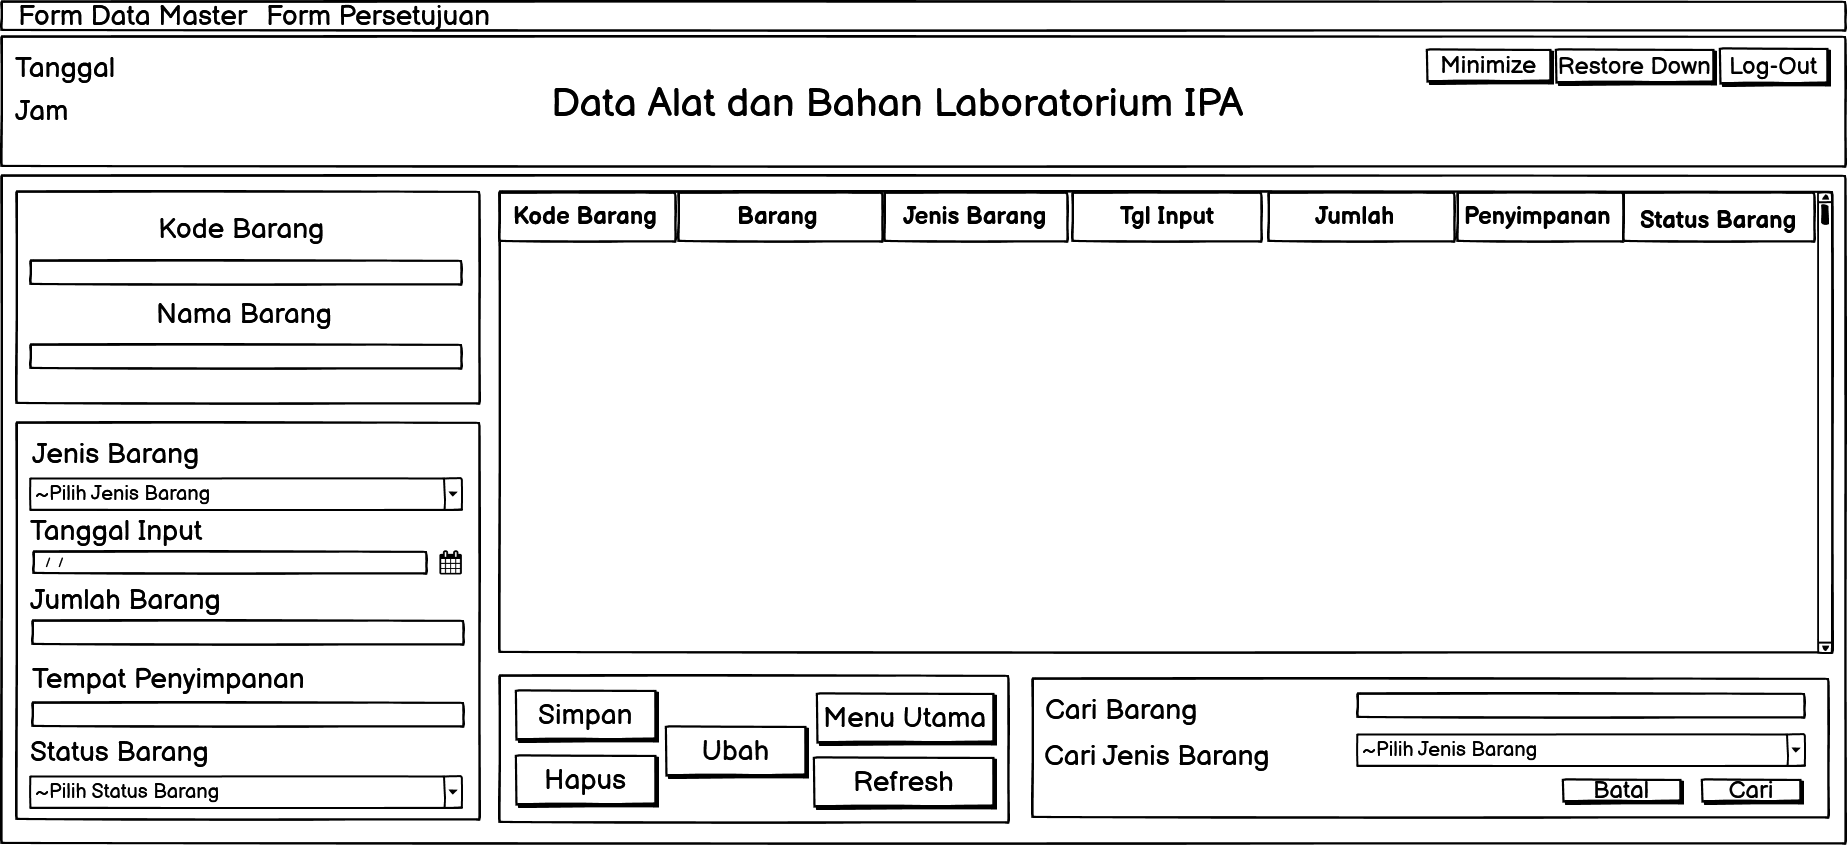 Form Data Master Form Persetujuan
Tanggal
Jam
Data Alat dan Bahan Laboratorium IPA
Minimize Restore Down Log-Out
Kode Barang
Nama Barang
Jenis Barang
~Pilih Jenis Barang
Tanggal Input
/ /
Jumlah Barang
Tempat Penyimpanan
Status Barang
~Pilih Status Barang
Kode Barang Barang Jenis Barang Tgl Input Jumlah Penyimpanan Status Barang
Simpan
Hapus
Ubah
Menu Utama
Refresh
Cari Barang
Cari Jenis Barang
~Pilih Jenis Barang
Batal Cari